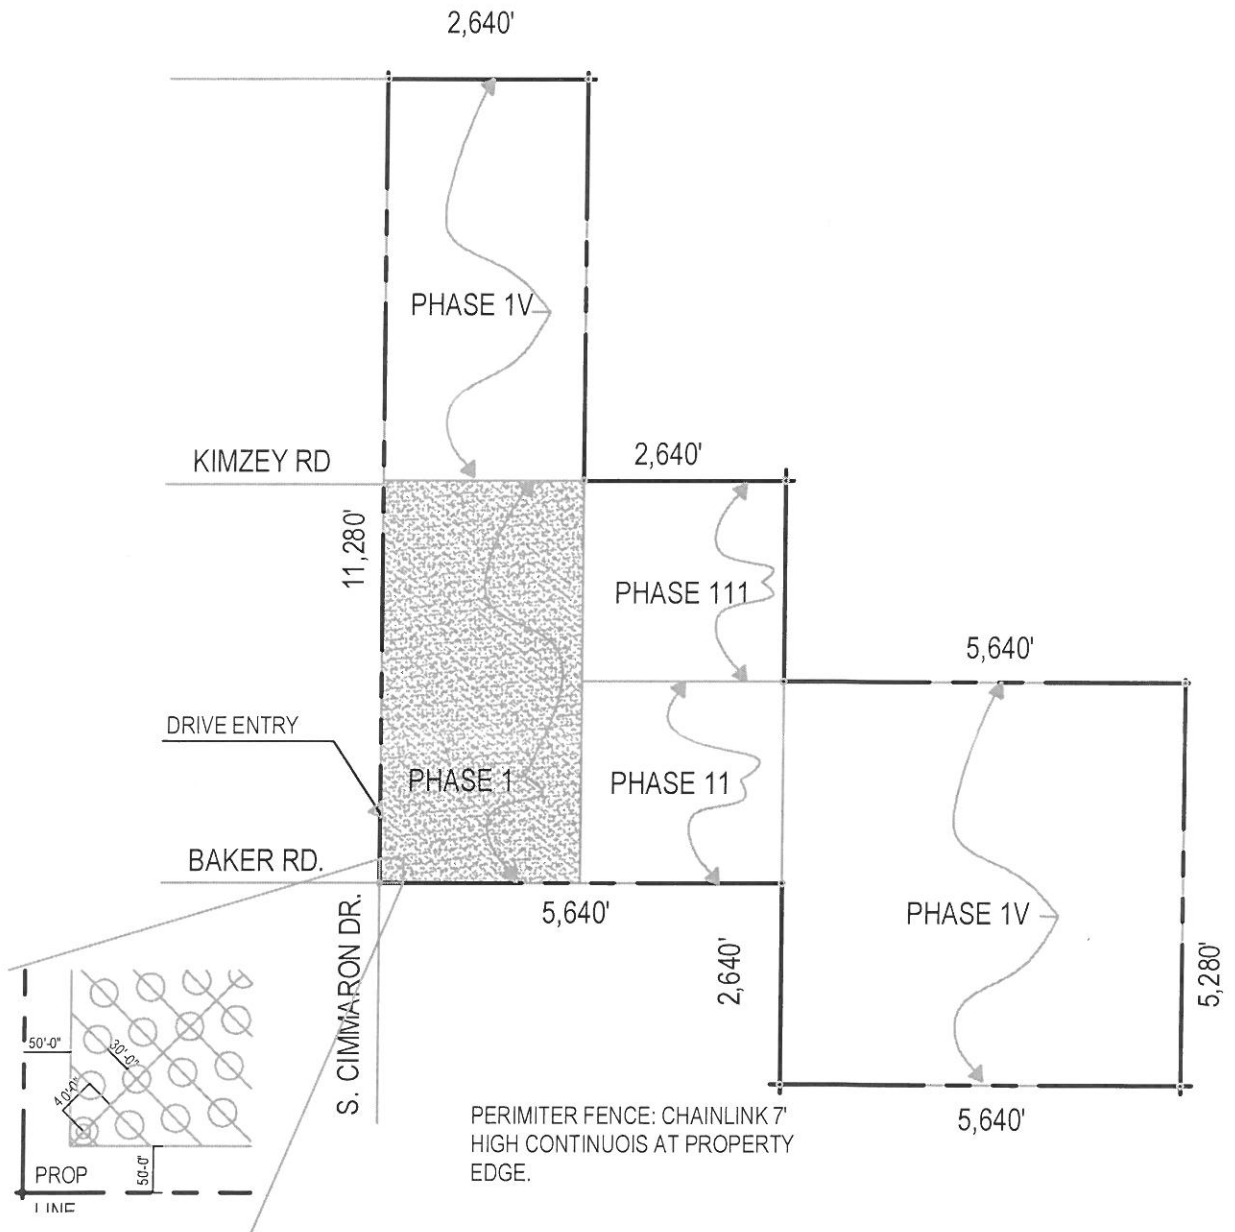 2,640'
PHASE 1V
KIMZEY RD
2,640'
11,280'
PHASE 111
5,640'
DRIVE ENTRY
PHASE 1
PHASE 11
BAKER RD.
5,640'
PHASE 1V
S. CIMMARON DR.
2,640'
5,280'
50'-0"
30'-0"
40'-0"
50'-0"
PROP
LINE
PERIMITER FENCE: CHAINLINK 7'
HIGH CONTINUOIS AT PROPERTY
EDGE.
5,640'